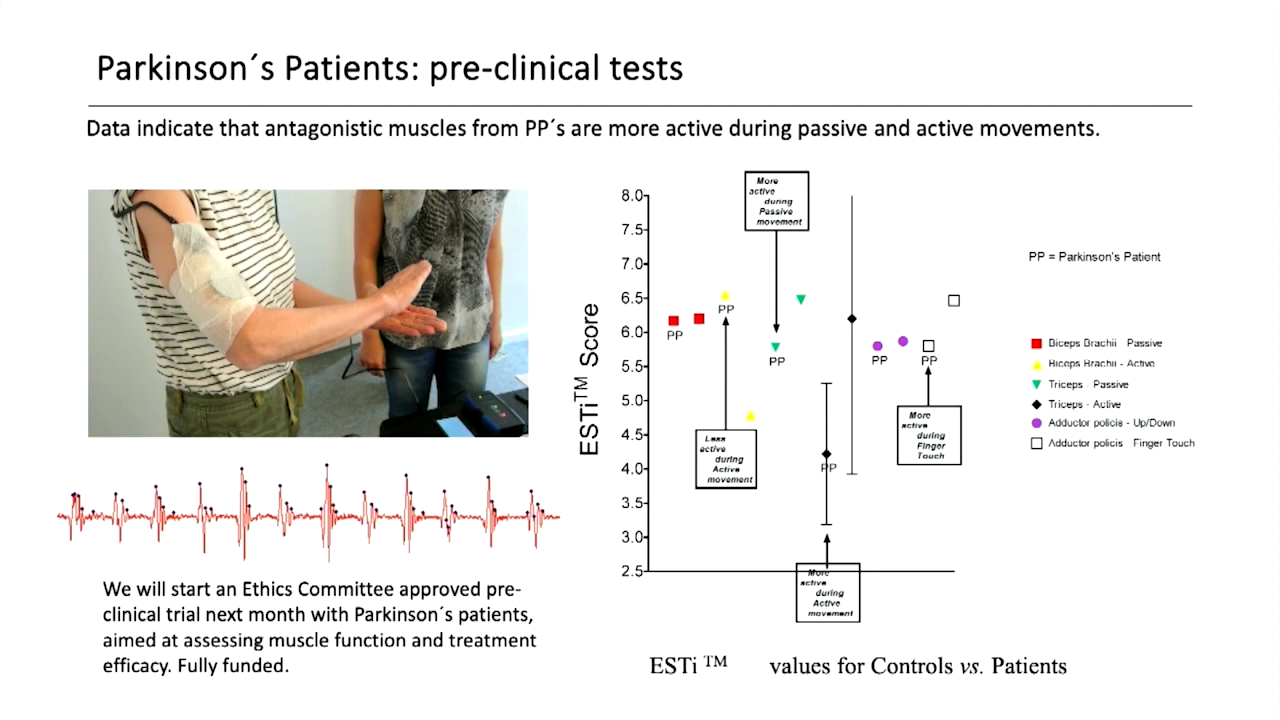 Parkinson´s Patients: pre-clinical tests
Data indicate that antagonistic muscles from PP´s are more active during passive and active movements.
We will start an Ethics Committee approved pre-
clinical trial next month with Parkinson´s patients,
aimed at assessing muscle function and treatment
efficacy. Fully funded.
ESTi™ Score
8.0
7.5
7.0
6.5
6.0
5.5
5.0
4.5
4.0
3.5
3.0
2.5
More
active
during
Passive
movement
PP
PP
PP
PP
PP
PP
Less
active
during
Active
movement
More
active
during
Finger
Touch
More
active
during
Active
movement
PP = Parkinson's Patient
Biceps Brachii - Passive
Biceps Brachii - Active
Triceps - Passive
Triceps - Active
Adductor policis - Up/Down
Adductor policis - Finger Touch
ESTi ™ values for Controls vs. Patients